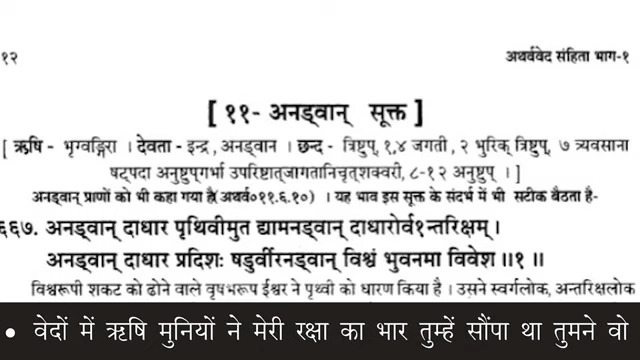 १२
अथर्ववेद संहिता भाग-१
[ ११- अनड्वान् सूक्त ]
[ ऋषि - भृग्वङ्गिरा । देवता - इन्द्र , अनड्वान । छन्द - त्रिष्टुप्, १,४ जगती , २ भुरिक् त्रिष्टुप्, ७ त्र्यवसाना
षट्पदा अनुष्टुप्गर्भा उपरिष्टात्जागतानिचृत्शक्वरी, ८-१२ अनुष्टुप् । ]
अनड्वान् प्राणों को भी कहा गया है(अथर्व०११.६.१०) । यह भाव इस सूक्त के संदर्भ में भी सटीक बैठता है-
६६७. अनड्वान् दाधार पृथिवीमुत द्यामनड्वान् दाधारोर्व१न्तरिक्षम् ।
अनड्वान् दाधार प्रदिशः षडुर्वीरनड्वान् विश्वं भुवनमा विवेश ॥१ ॥
विश्वरूपी शकट को ढोने वाले वृषभरूप ईश्वर ने पृथ्वी को धारण किया है । उसने स्वर्गलोक, अन्तरिक्षलोक
• वेदों में ऋषि मुनियों ने मेरी रक्षा का भार तुम्हें सौंपा था तुमने वो